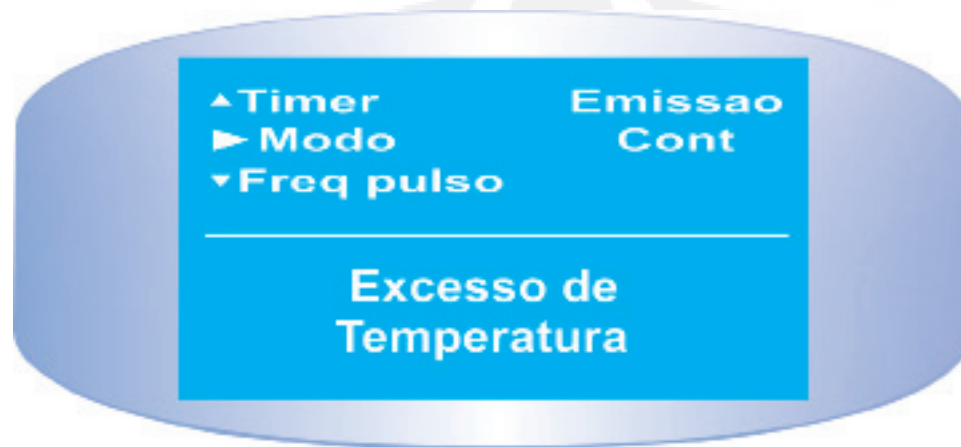 ▲Timer Emissao
►Modo Cont
▼Freq pulso
Excesso de
Temperatura